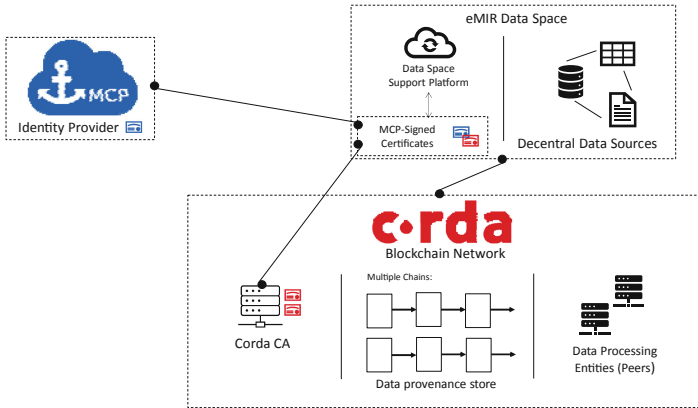 eMIR Data Space
MCP
Identity Provider
Data Space
Support Platform
MCP-Signed
Certificates
Decentral Data Sources
c·rda
Blockchain Network
Corda CA
Multiple Chains:
Data provenance store
Data Processing
Entities (Peers)